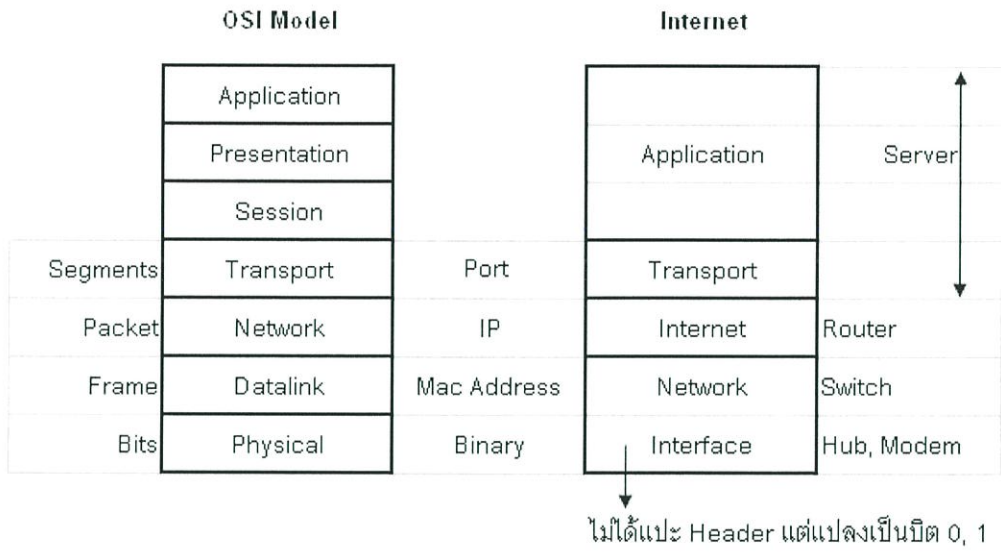 OSI Model Internet
Application
Presentation Application Server
Session
Segments Transport Port Transport
Packet Network IP Internet Router
Frame Datalink Mac Address Network Switch
Bits Physical Binary Interface Hub, Modem
ไม่ได้แปะ Header แต่แปลงเป็นบิต 0, 1